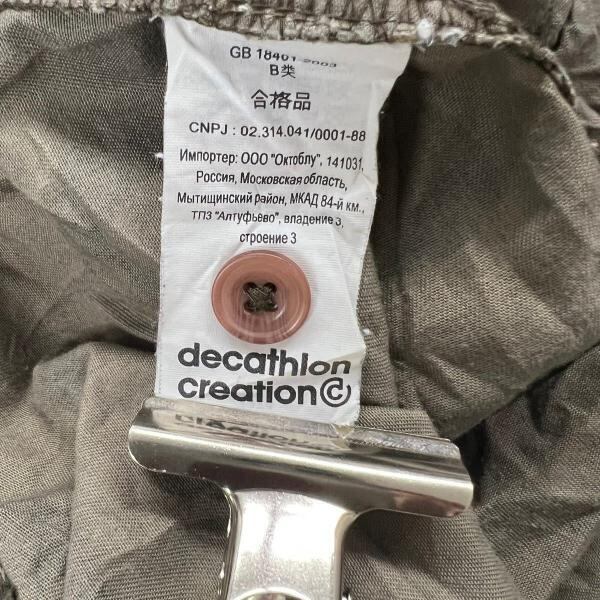 GB 18401-2003
B类
合格品
CNPJ : 02.314.041/0001-88
Импортер: ООО "Октоблу", 141031,
Россия, Московская область,
Мытищинский район, МКАД 84-й км.,
ТПЗ "Алтуфьево", владение 3,
строение 3
decathlon
creation©